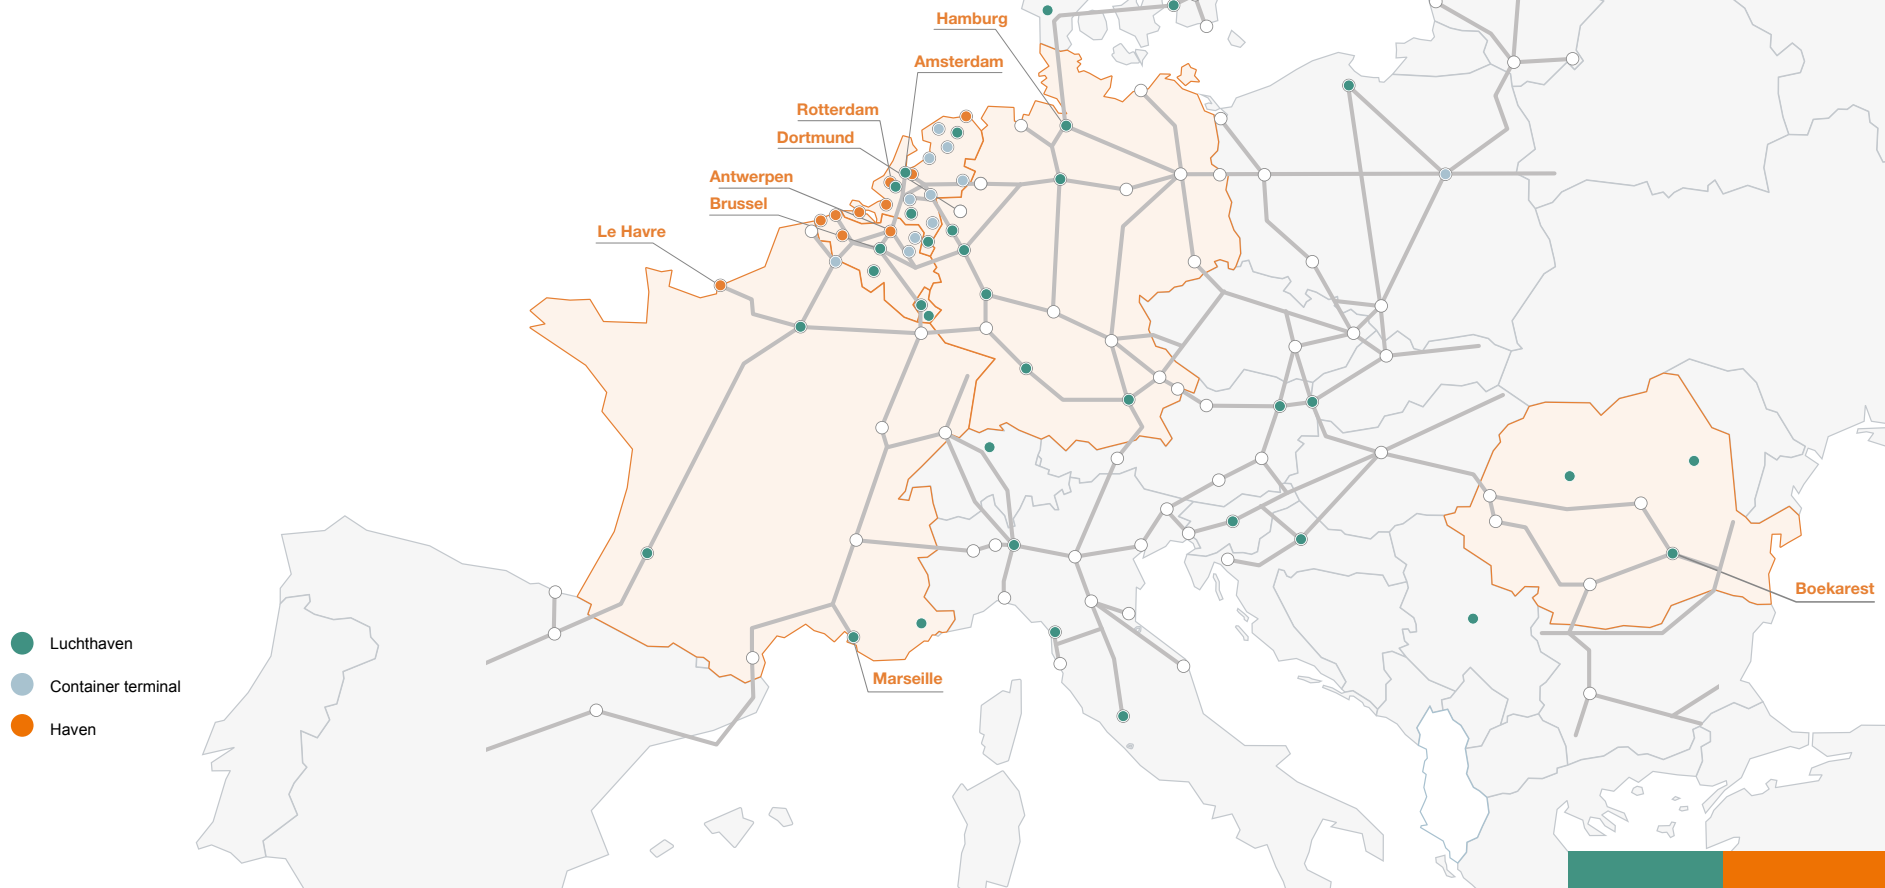 Hamburg
Amsterdam
Rotterdam
Dortmund
Antwerpen
Brussel
Le Havre
Boekarest
Marseille
Luchthaven
Container terminal
Haven